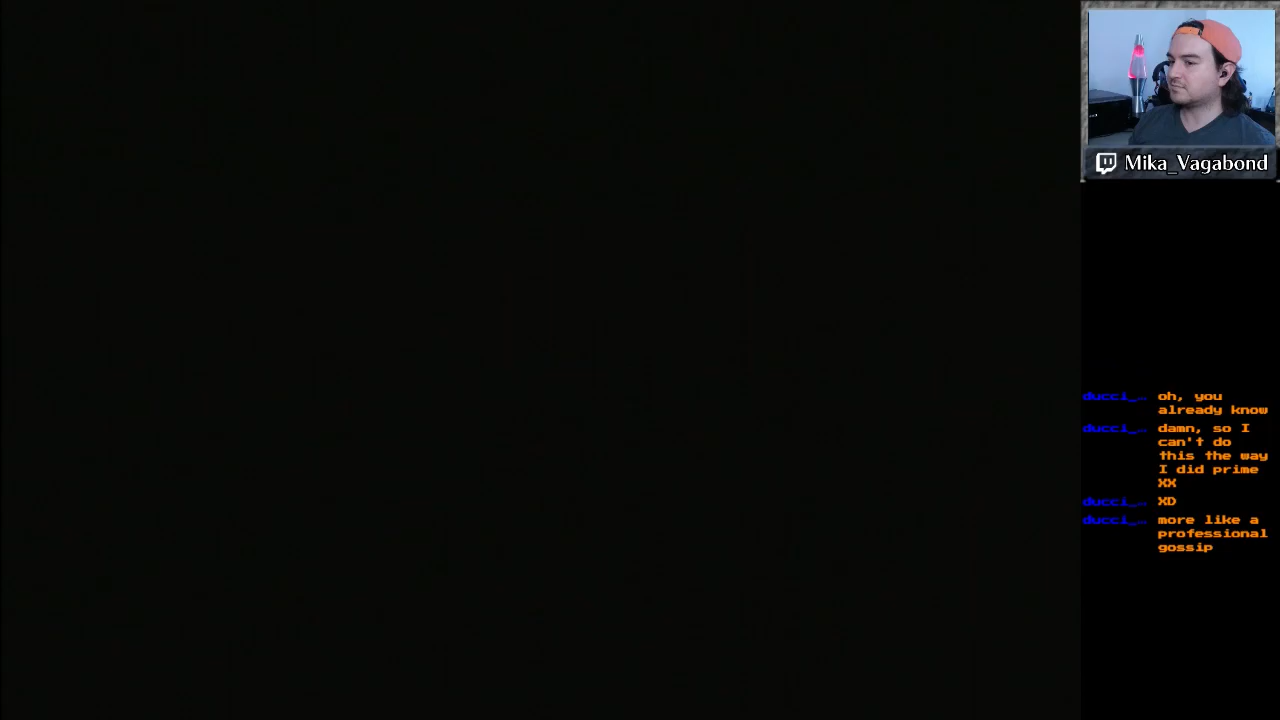 Mika_Vagabond
ducci_… oh, you
already know
ducci_… damn, so I
can't do
this the way
I did prime
XX
ducci_… XD
ducci_… more like a
professional
gossip